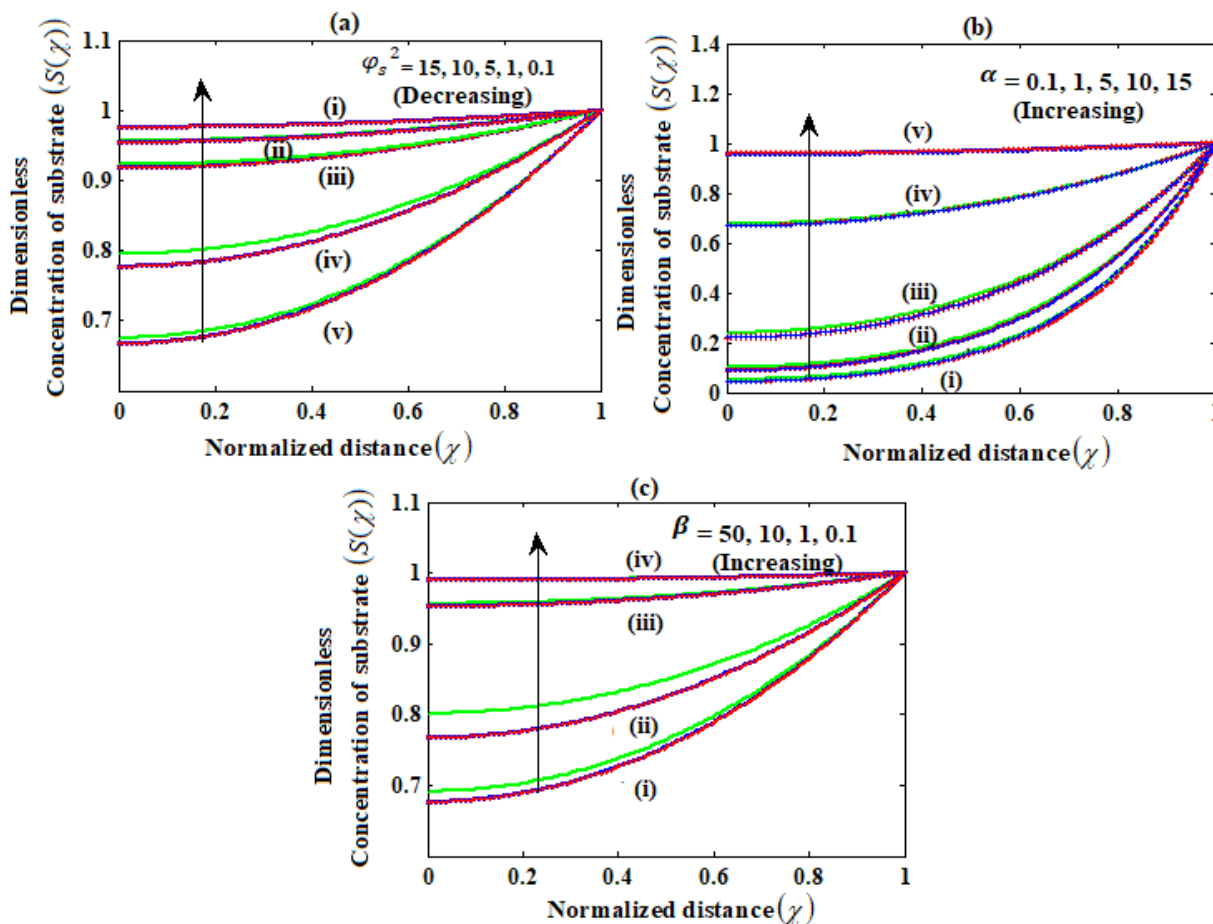 (a)
Dimensionless
Concentration of substrate (S(χ))
1.1
1
0.9
0.8
0.7
φₛ² = 15, 10, 5, 1, 0.1
(Decreasing)
(i)
(ii)
(iii)
(iv)
(v)
0 0.2 0.4 0.6 0.8 1
Normalized distance(χ)
(b)
Dimensionless
Concentration of substrate (S(χ))
1.4
1.2
1
0.8
0.6
0.4
0.2
0
α = 0.1, 1, 5, 10, 15
(Increasing)
(v)
(iv)
(iii)
(ii)
(i)
0 0.2 0.4 0.6 0.8 1
Normalized distance(χ)
(c)
Dimensionless
Concentration of substrate (S(χ))
1.1
1
0.9
0.8
0.7
β = 50, 10, 1, 0.1
(Increasing)
(iv)
(iii)
(ii)
(i)
0 0.2 0.4 0.6 0.8 1
Normalized distance(χ)